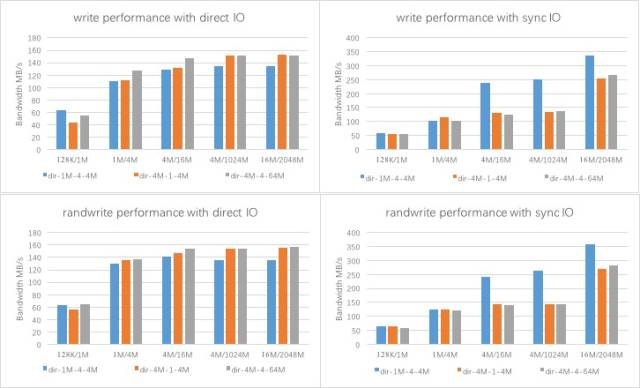 write performance with direct IO
Bandwidth MB/s
180
160
140
120
100
80
60
40
20
0
128K/1M 1M/4M 4M/16M 4M/1024M 16M/2048M
dir-1M-4-4M dir-4M-1-4M dir-4M-4-64M
write performance with sync IO
Bandwidth MB/s
400
350
300
250
200
150
100
50
0
128K/1M 1M/4M 4M/16M 4M/1024M 16M/2048M
dir-1M-4-4M dir-4M-1-4M dir-4M-4-64M
randwrite performance with direct IO
Bandwidth MB/s
180
160
140
120
100
80
60
40
20
0
128K/1M 1M/4M 4M/16M 4M/1024M 16M/2048M
dir-1M-4-4M dir-4M-1-4M dir-4M-4-64M
randwrite performance with sync IO
Bandwidth MB/s
400
350
300
250
200
150
100
50
0
128K/1M 1M/4M 4M/16M 4M/1024M 16M/2048M
dir-1M-4-4M dir-4M-1-4M dir-4M-4-64M